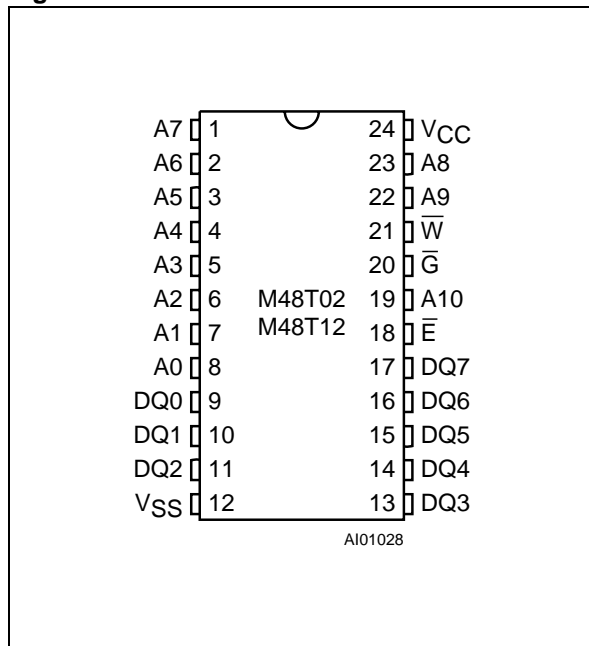 A7 1 24 VCC
A6 2 23 A8
A5 3 22 A9
A4 4 21 W̅
A3 5 20 G̅
A2 6 M48T02 19 A10
A1 7 M48T12 18 E̅
A0 8 17 DQ7
DQ0 9 16 DQ6
DQ1 10 15 DQ5
DQ2 11 14 DQ4
VSS 12 13 DQ3
AI01028